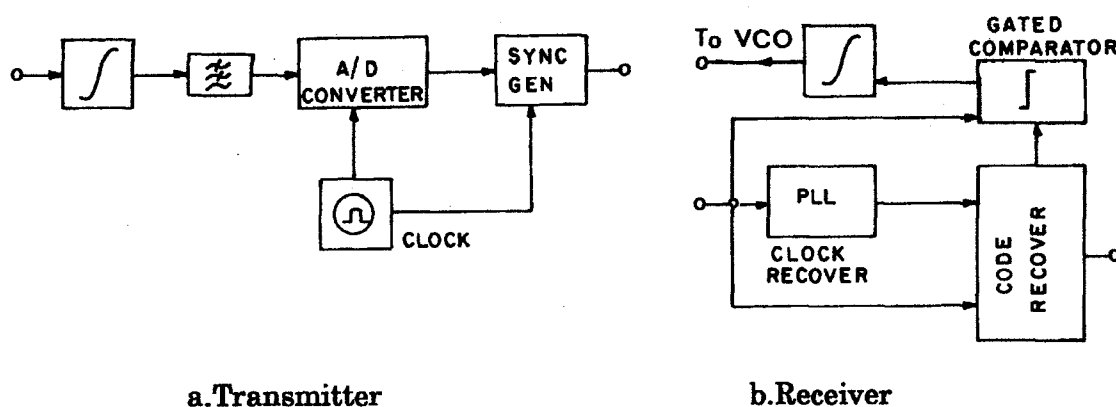 A/D
CONVERTER
SYNC
GEN
CLOCK
a.Transmitter
To VCO
GATED
COMPARATOR
PLL
CLOCK
RECOVER
CODE
RECOVER
b.Receiver